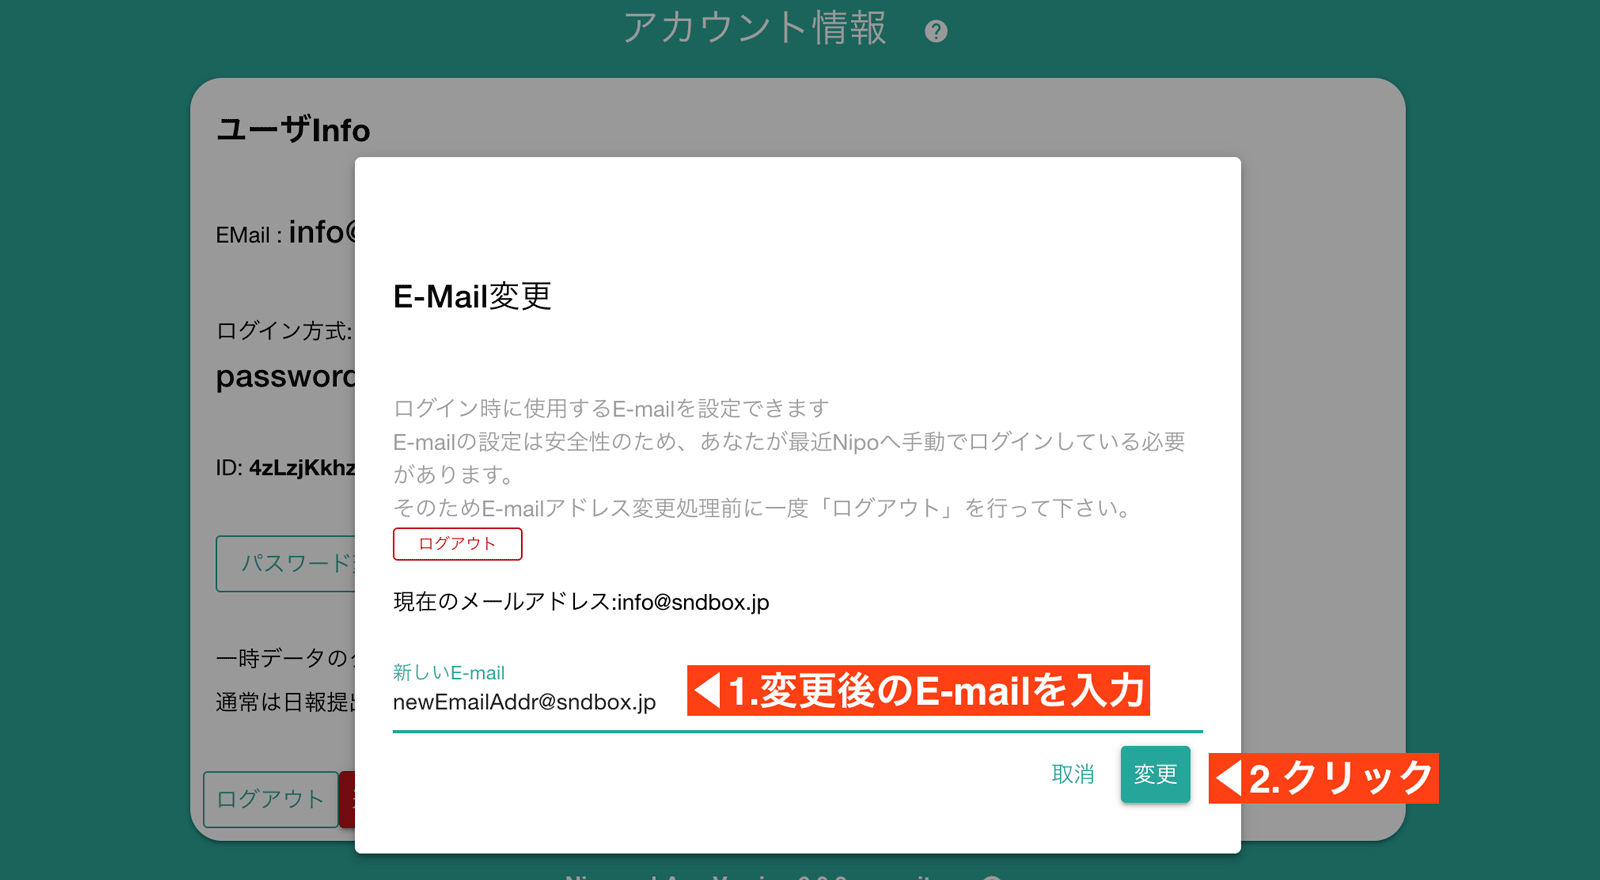 アカウント情報 ?
ユーザInfo
EMail : info@
ログイン方式:
password
ID: 4zLzjKkhz
パスワード
一時データの
通常は日報提出
ログアウト
E-Mail変更
ログイン時に使用するE-mailを設定できます
E-mailの設定は安全性のため、あなたが最近Nipoへ手動でログインしている必要
があります。
そのためE-mailアドレス変更処理前に一度「ログアウト」を行って下さい。
ログアウト
現在のメールアドレス:info@sndbox.jp
新しいE-mail
newEmailAddr@sndbox.jp
◀1.変更後のE-mailを入力
取消
変更
◀2.クリック